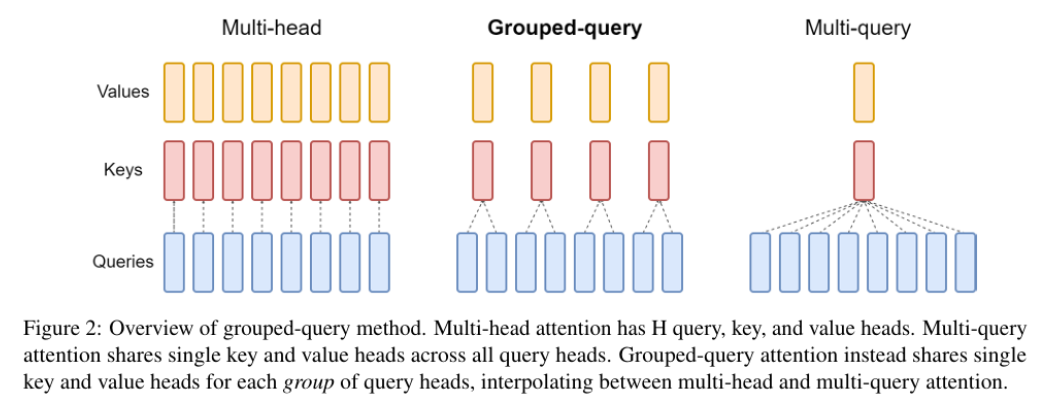 Multi-head
Grouped-query
Multi-query
Values
Keys
Queries
Figure 2: Overview of grouped-query method. Multi-head attention has H query, key, and value heads. Multi-query
attention shares single key and value heads across all query heads. Grouped-query attention instead shares single
key and value heads for each group of query heads, interpolating between multi-head and multi-query attention.